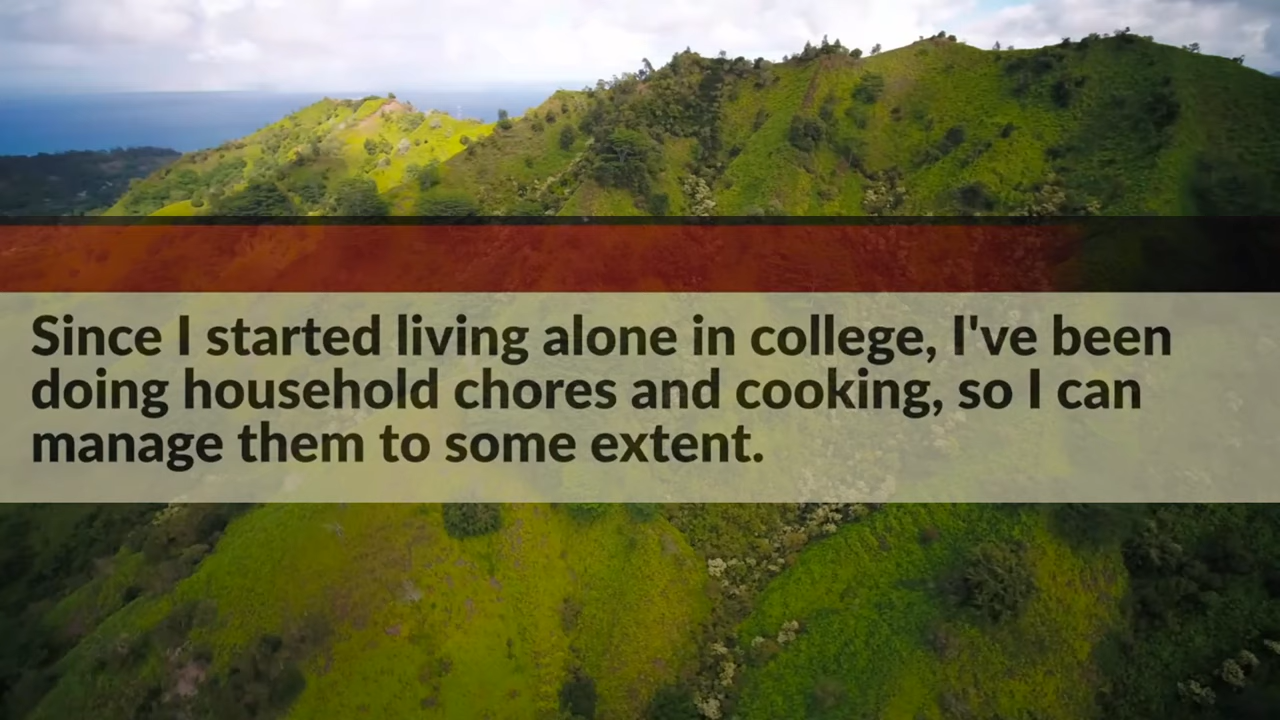 Since I started living alone in college, I've been
doing household chores and cooking, so I can
manage them to some extent.